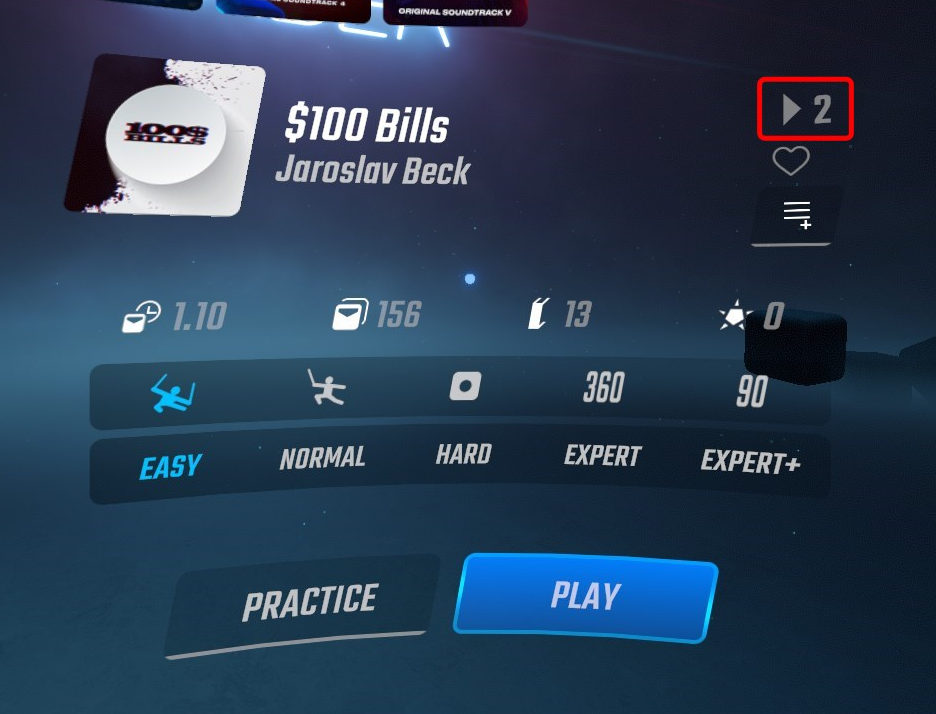 ORIGINAL SOUNDTRACK V
100$
BILLS
$100 Bills
Jaroslav Beck
2
1.10
156
13
0
360
90
EASY
NORMAL
HARD
EXPERT
EXPERT+
PRACTICE
PLAY